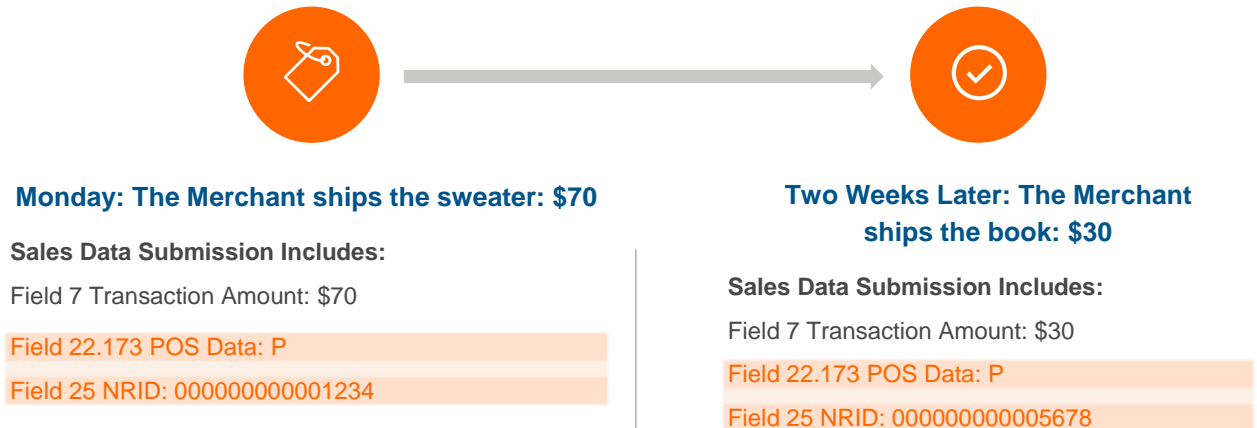 Monday: The Merchant ships the sweater: $70
Sales Data Submission Includes:
Field 7 Transaction Amount: $70
Field 22.173 POS Data: P
Field 25 NRID: 000000000001234
Two Weeks Later: The Merchant
ships the book: $30
Sales Data Submission Includes:
Field 7 Transaction Amount: $30
Field 22.173 POS Data: P
Field 25 NRID: 000000000005678